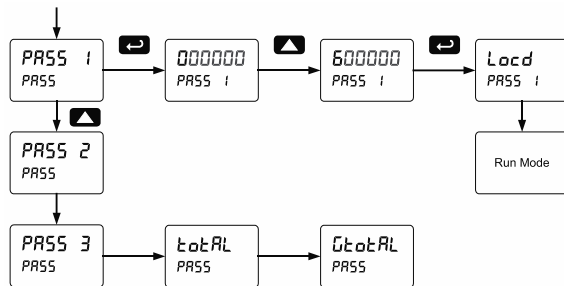 PASS 1
PASS
000000
PASS 1
600000
PASS 1
Locd
PASS 1
PASS 2
PASS
Run Mode
PASS 3
PASS
totAL
PASS
GtotAL
PASS